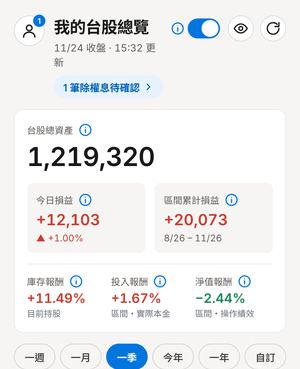 1
我的台股總覽
11/24 收盤・15:32 更
新
1 筆除權息待確認
台股總資產
1,219,320
今日損益
+12,103
▲ +1.00%
區間累計損益
+20,073
8/26 – 11/26
庫存報酬
+11.49%
目前持股
投入報酬
+1.67%
區間・實際本金
淨值報酬
−2.44%
區間・操作績效
一週
一月
一季
今年
一年
自訂